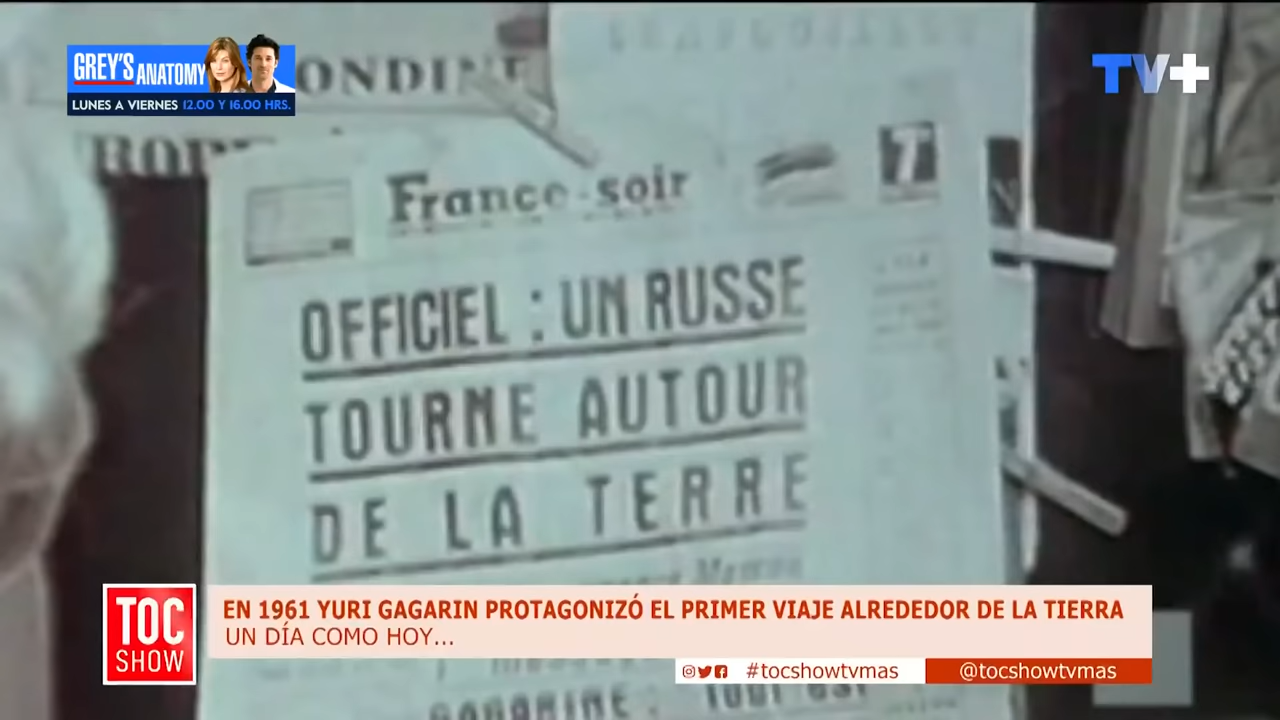 GREY'S
ANATOMY
LUNES A VIERNES 12.00 Y 16.00 HRS.
TV+
France-soir
7
OFFICIEL : UN RUSSE
TOURNE AUTOUR
DE LA TERRE
TOC
SHOW
EN 1961 YURI GAGARIN PROTAGONIZÓ EL PRIMER VIAJE ALREDEDOR DE LA TIERRA
UN DÍA COMO HOY...
#tocshowtvmas
@tocshowtvmas